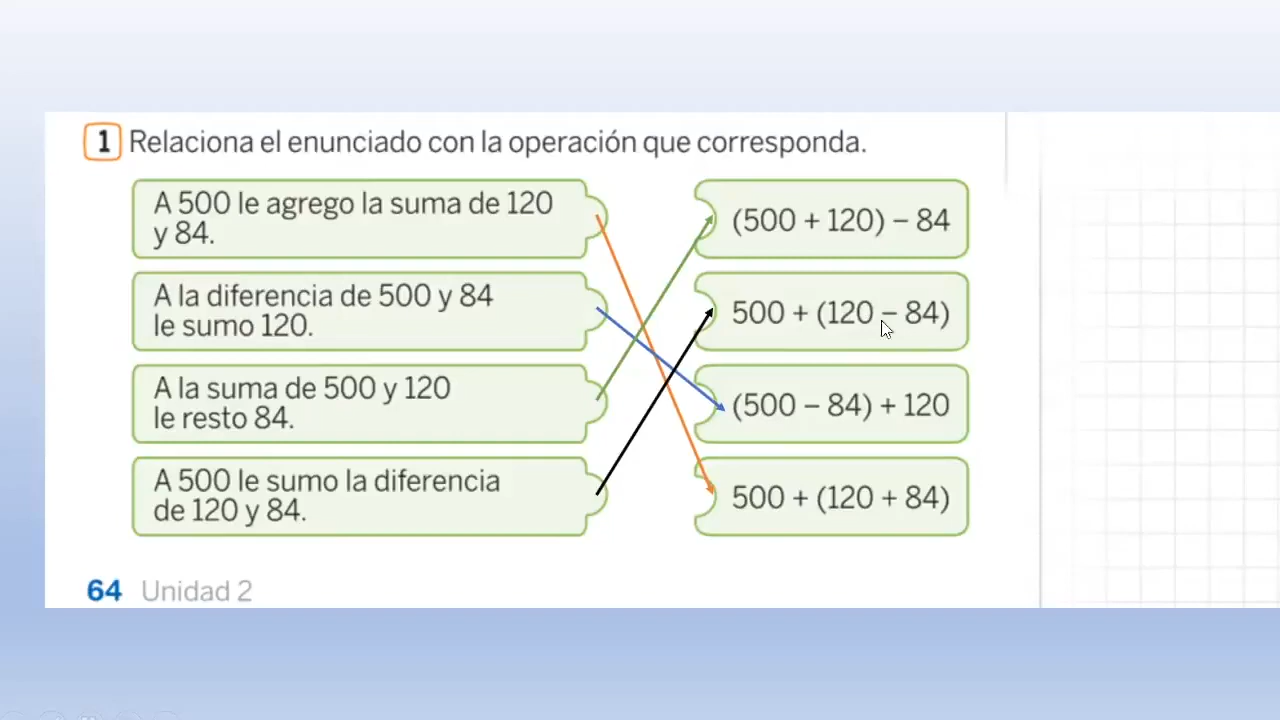 1 Relaciona el enunciado con la operación que corresponda.
A 500 le agrego la suma de 120
y 84.
(500 + 120) – 84
A la diferencia de 500 y 84
le sumo 120.
500 + (120 – 84)
A la suma de 500 y 120
le resto 84.
(500 – 84) + 120
A 500 le sumo la diferencia
de 120 y 84.
500 + (120 + 84)
64 Unidad 2